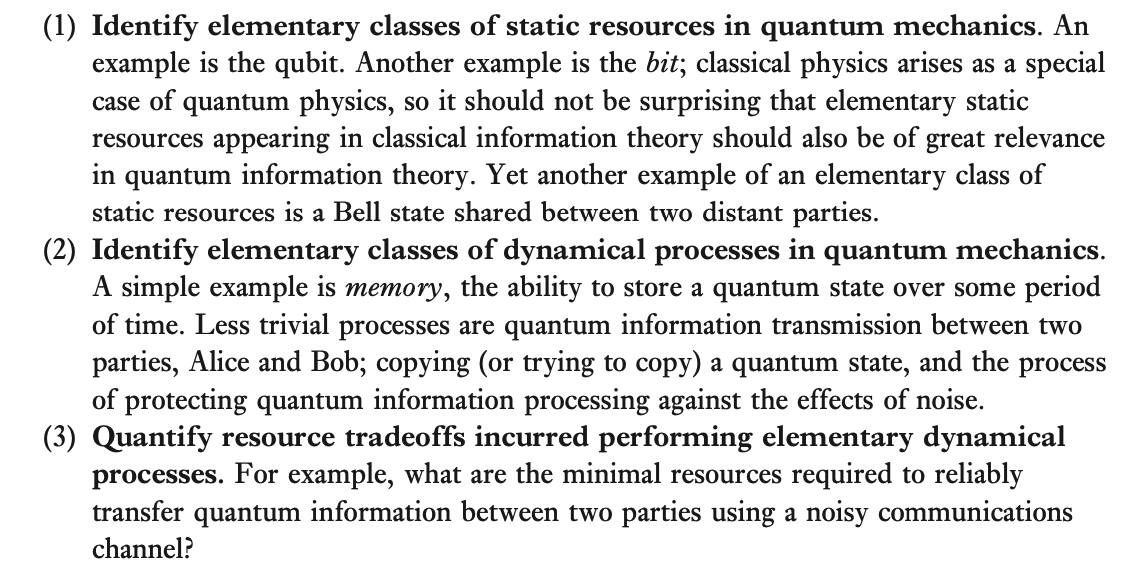 (1) Identify elementary classes of static resources in quantum mechanics. An
example is the qubit. Another example is the bit; classical physics arises as a special
case of quantum physics, so it should not be surprising that elementary static
resources appearing in classical information theory should also be of great relevance
in quantum information theory. Yet another example of an elementary class of
static resources is a Bell state shared between two distant parties.
(2) Identify elementary classes of dynamical processes in quantum mechanics.
A simple example is memory, the ability to store a quantum state over some period
of time. Less trivial processes are quantum information transmission between two
parties, Alice and Bob; copying (or trying to copy) a quantum state, and the process
of protecting quantum information processing against the effects of noise.
(3) Quantify resource tradeoffs incurred performing elementary dynamical
processes. For example, what are the minimal resources required to reliably
transfer quantum information between two parties using a noisy communications
channel?